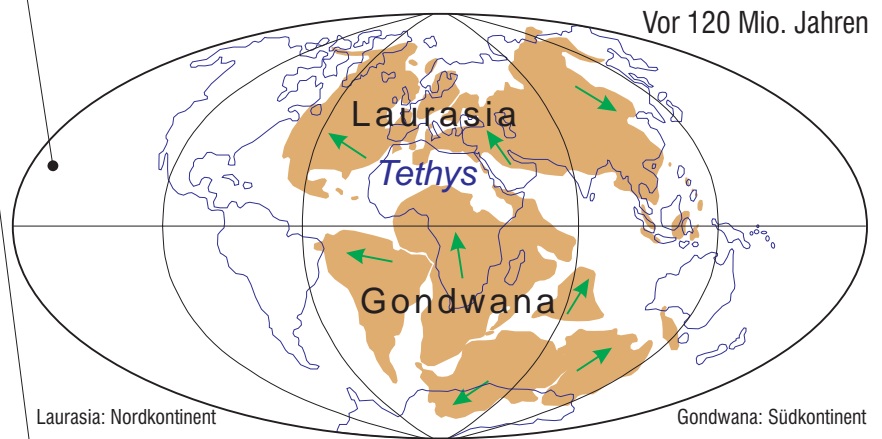 Vor 120 Mio. Jahren
Laurasia
Tethys
Gondwana
Laurasia: Nordkontinent
Gondwana: Südkontinent